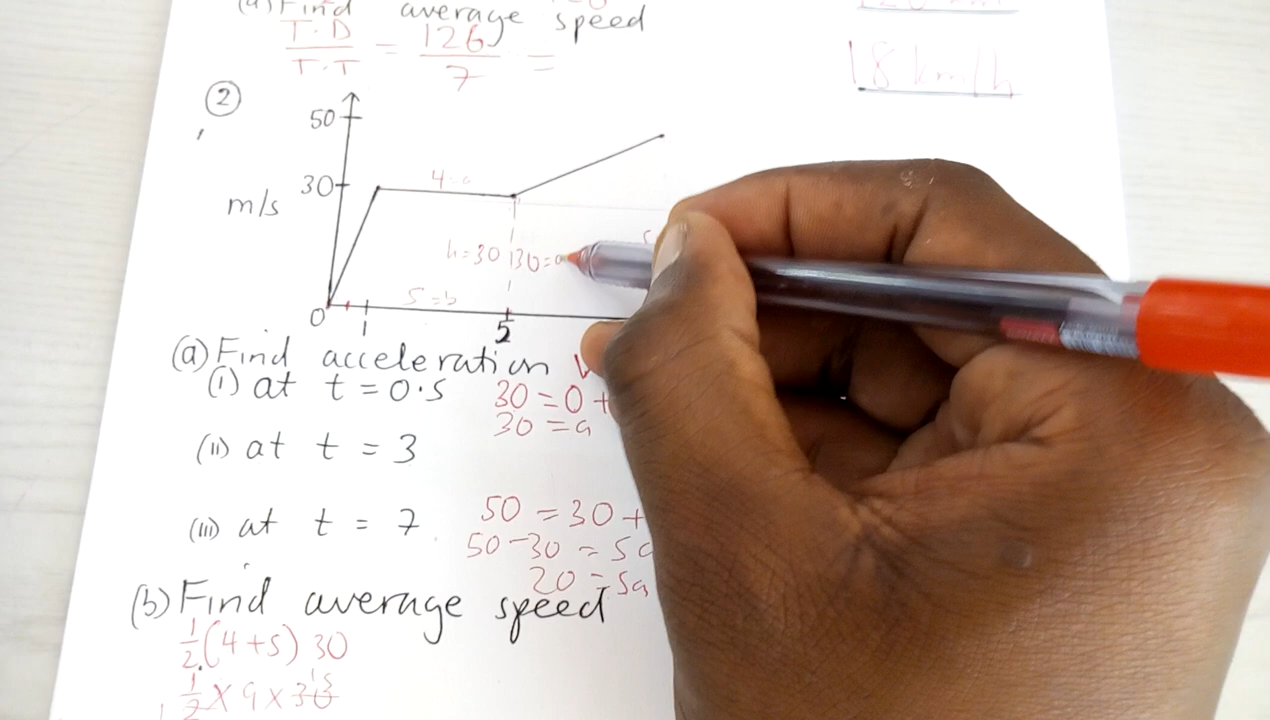 (a) Find average speed
T.D/T.T = 126/7 =
18 km/h
②
50
30
m/s
4=a
h=30
30=a
5=b
0
1
5
(a) Find acceleration
(i) at t = 0.5
30 = 0 +
30 = a
(ii) at t = 3
(iii) at t = 7
50 = 30 +
50 - 30 = 5a
20 = 5a
(b) Find average speed
1/2 (4+5) 30
1/2 × 9 × 30 15